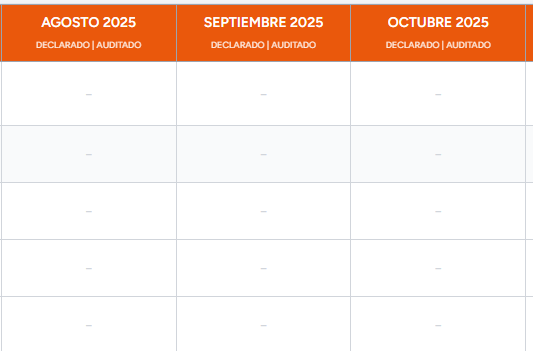 AGOSTO 2025 SEPTIEMBRE 2025 OCTUBRE 2025
DECLARADO | AUDITADO DECLARADO | AUDITADO DECLARADO | AUDITADO
– – –
– – –
– – –
– – –
– – –